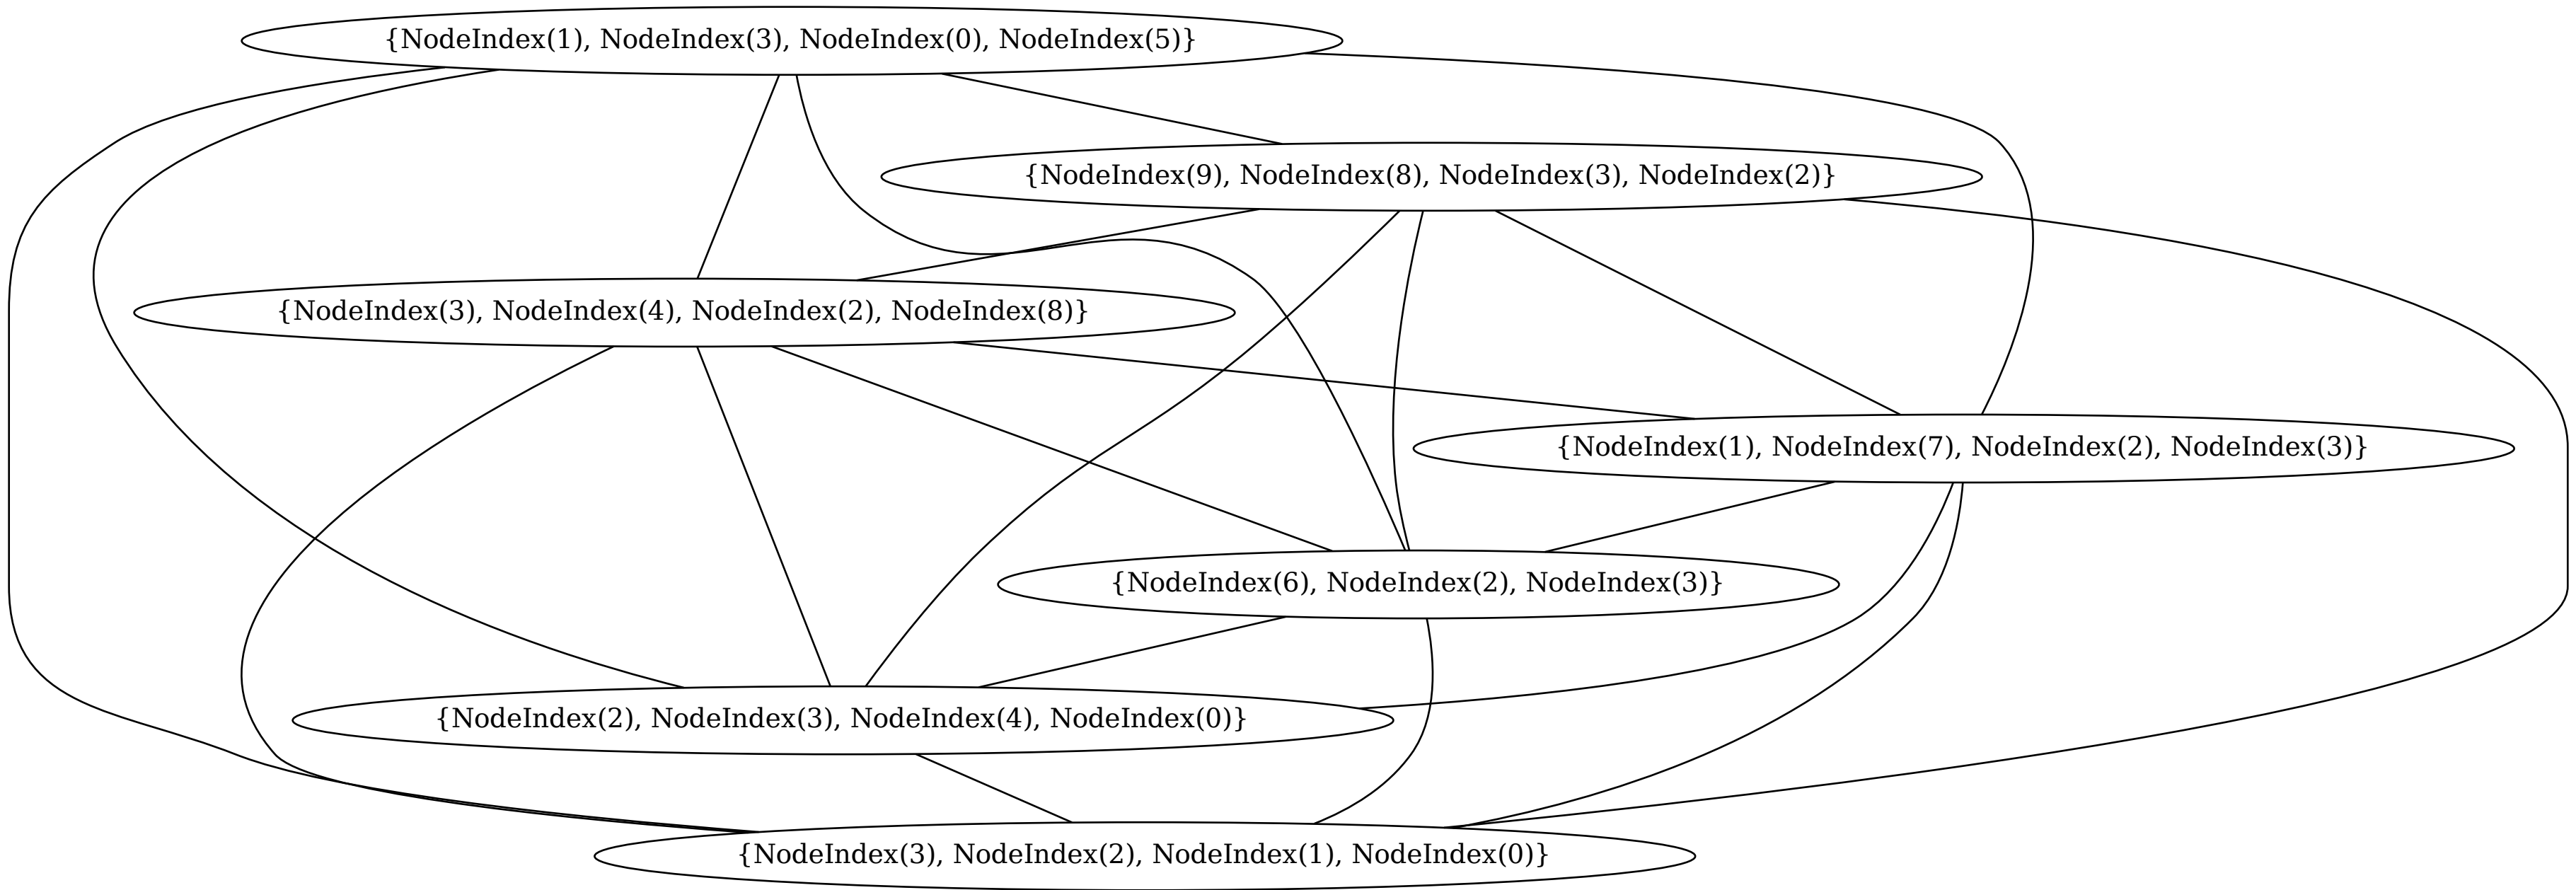 {NodeIndex(1), NodeIndex(3), NodeIndex(0), NodeIndex(5)}
{NodeIndex(9), NodeIndex(8), NodeIndex(3), NodeIndex(2)}
{NodeIndex(3), NodeIndex(4), NodeIndex(2), NodeIndex(8)}
{NodeIndex(1), NodeIndex(7), NodeIndex(2), NodeIndex(3)}
{NodeIndex(6), NodeIndex(2), NodeIndex(3)}
{NodeIndex(2), NodeIndex(3), NodeIndex(4), NodeIndex(0)}
{NodeIndex(3), NodeIndex(2), NodeIndex(1), NodeIndex(0)}